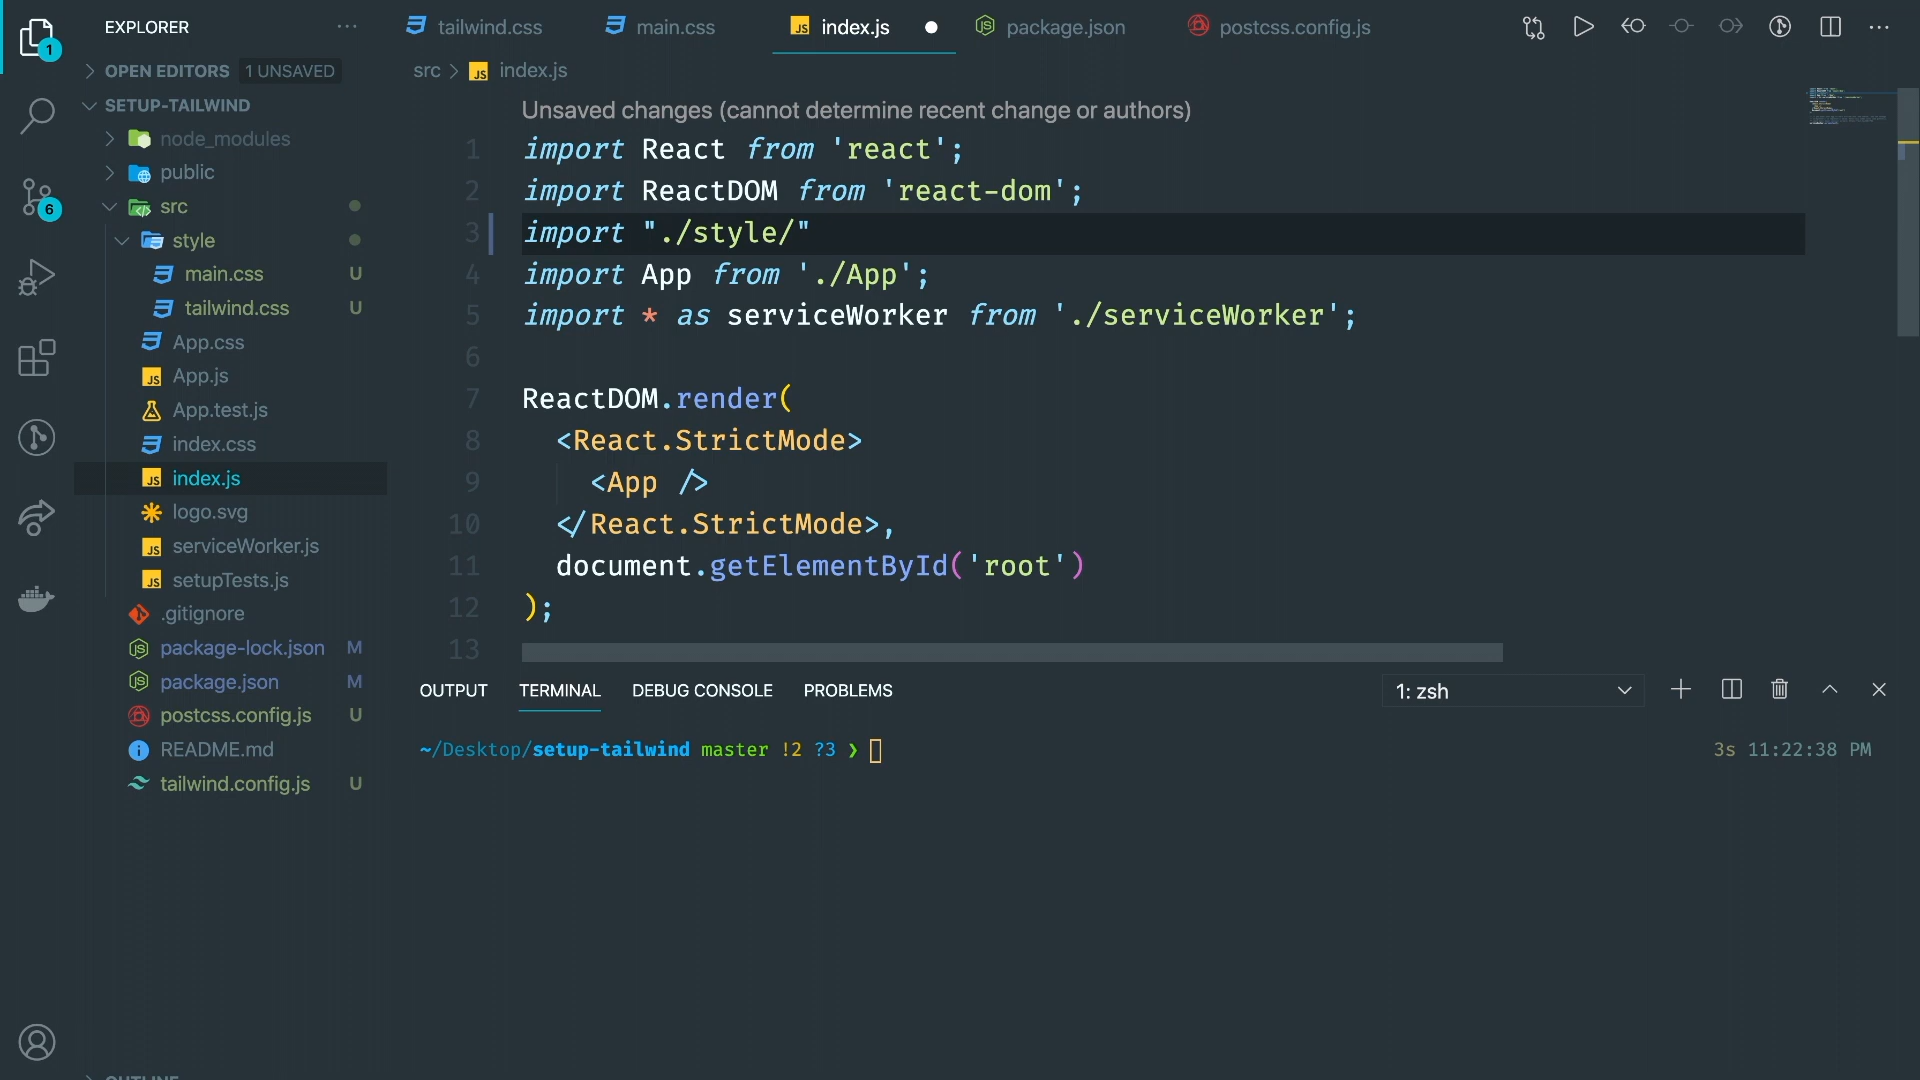 EXPLORER
1
OPEN EDITORS 1 UNSAVED
SETUP-TAILWIND
node_modules
public
src
style
main.css U
tailwind.css U
App.css
App.js
App.test.js
index.css
index.js
logo.svg
serviceWorker.js
setupTests.js
.gitignore
package-lock.json M
package.json M
postcss.config.js U
README.md
tailwind.config.js U
OUTLINE
6
tailwind.css
main.css
JS index.js
package.json
postcss.config.js
src > JS index.js
Unsaved changes (cannot determine recent change or authors)
1 import React from 'react';
2 import ReactDOM from 'react-dom';
3 import "./style/"
4 import App from './App';
5 import * as serviceWorker from './serviceWorker';
6
7 ReactDOM.render(
8 <React.StrictMode>
9 <App />
10 </React.StrictMode>,
11 document.getElementById('root')
12 );
13
OUTPUT TERMINAL DEBUG CONSOLE PROBLEMS
1: zsh
~/Desktop/setup-tailwind master !2 ?3 ❯
3s 11:22:38 PM